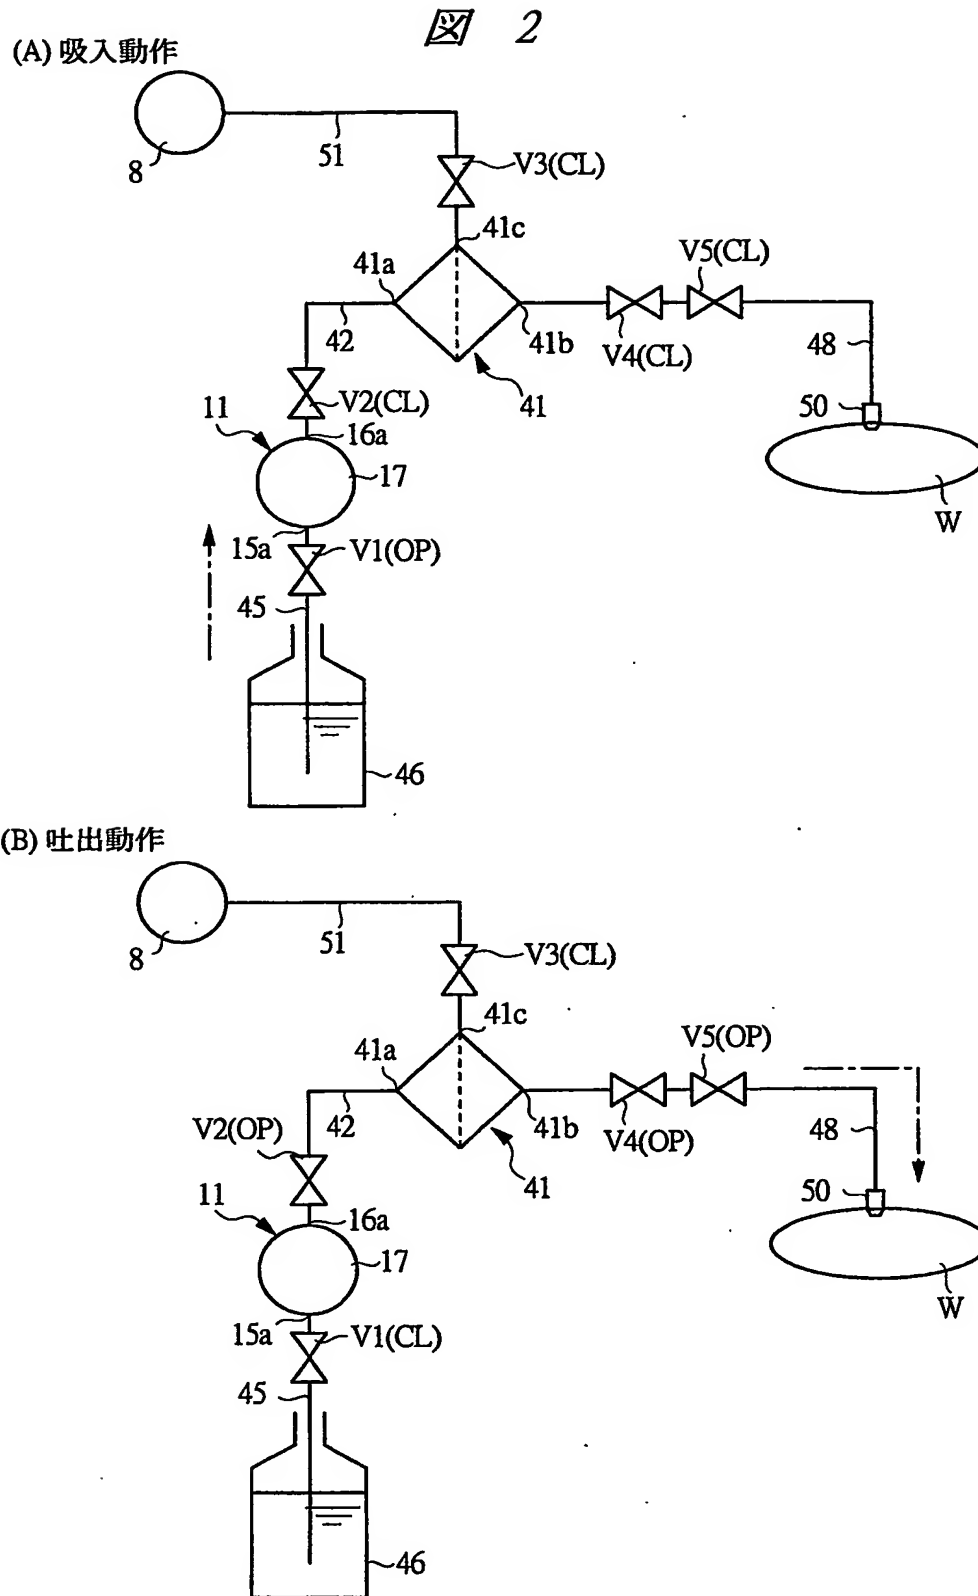 図 2
(A) 吸入動作
8
51
V3(CL)
41c
41a
V5(CL)
42
41b
V4(CL)
48
V2(CL)
41
50
11
16a
17
W
15a
V1(OP)
45
46
(B) 吐出動作
8
51
V3(CL)
41c
41a
V5(OP)
42
41b
V4(OP)
48
V2(OP)
41
50
11
16a
17
W
15a
V1(CL)
45
46